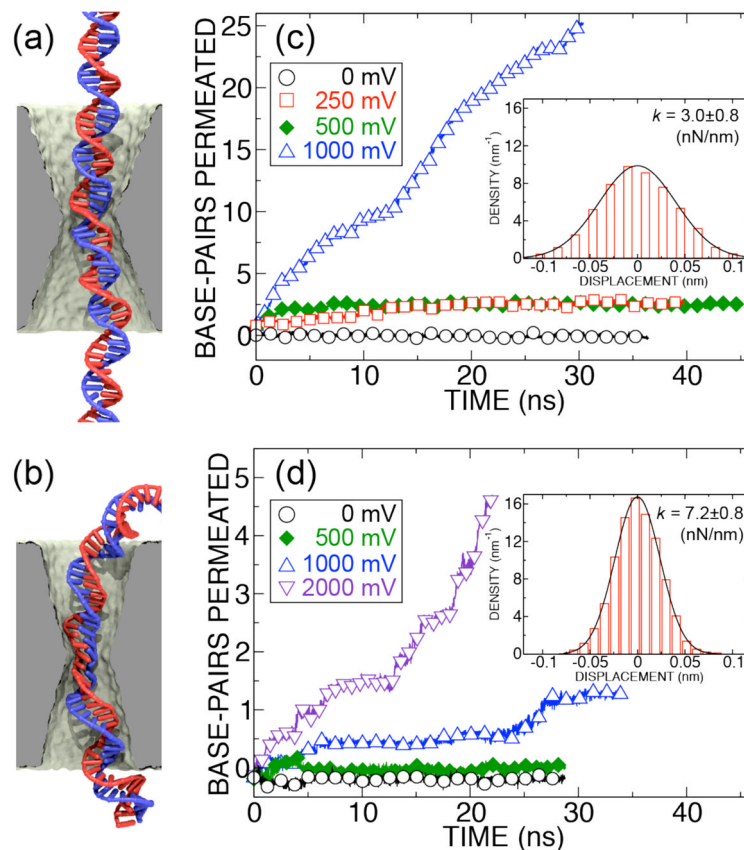 (a)
(c)
BASE-PAIRS PERMEATED
25
20
15
10
5
0
0 mV
250 mV
500 mV
1000 mV
DENSITY (nm⁻¹)
16
12
8
4
0
k = 3.0±0.8
(nN/nm)
-0.1 -0.05 0 0.05 0.1
DISPLACEMENT (nm)
0 10 20 30 40
TIME (ns)
(b)
(d)
BASE-PAIRS PERMEATED
5
4
3
2
1
0
0 mV
500 mV
1000 mV
2000 mV
DENSITY (nm⁻¹)
16
12
8
4
0
k = 7.2±0.8
(nN/nm)
-0.1 -0.05 0 0.05 0.1
DISPLACEMENT (nm)
0 10 20 30 40
TIME (ns)